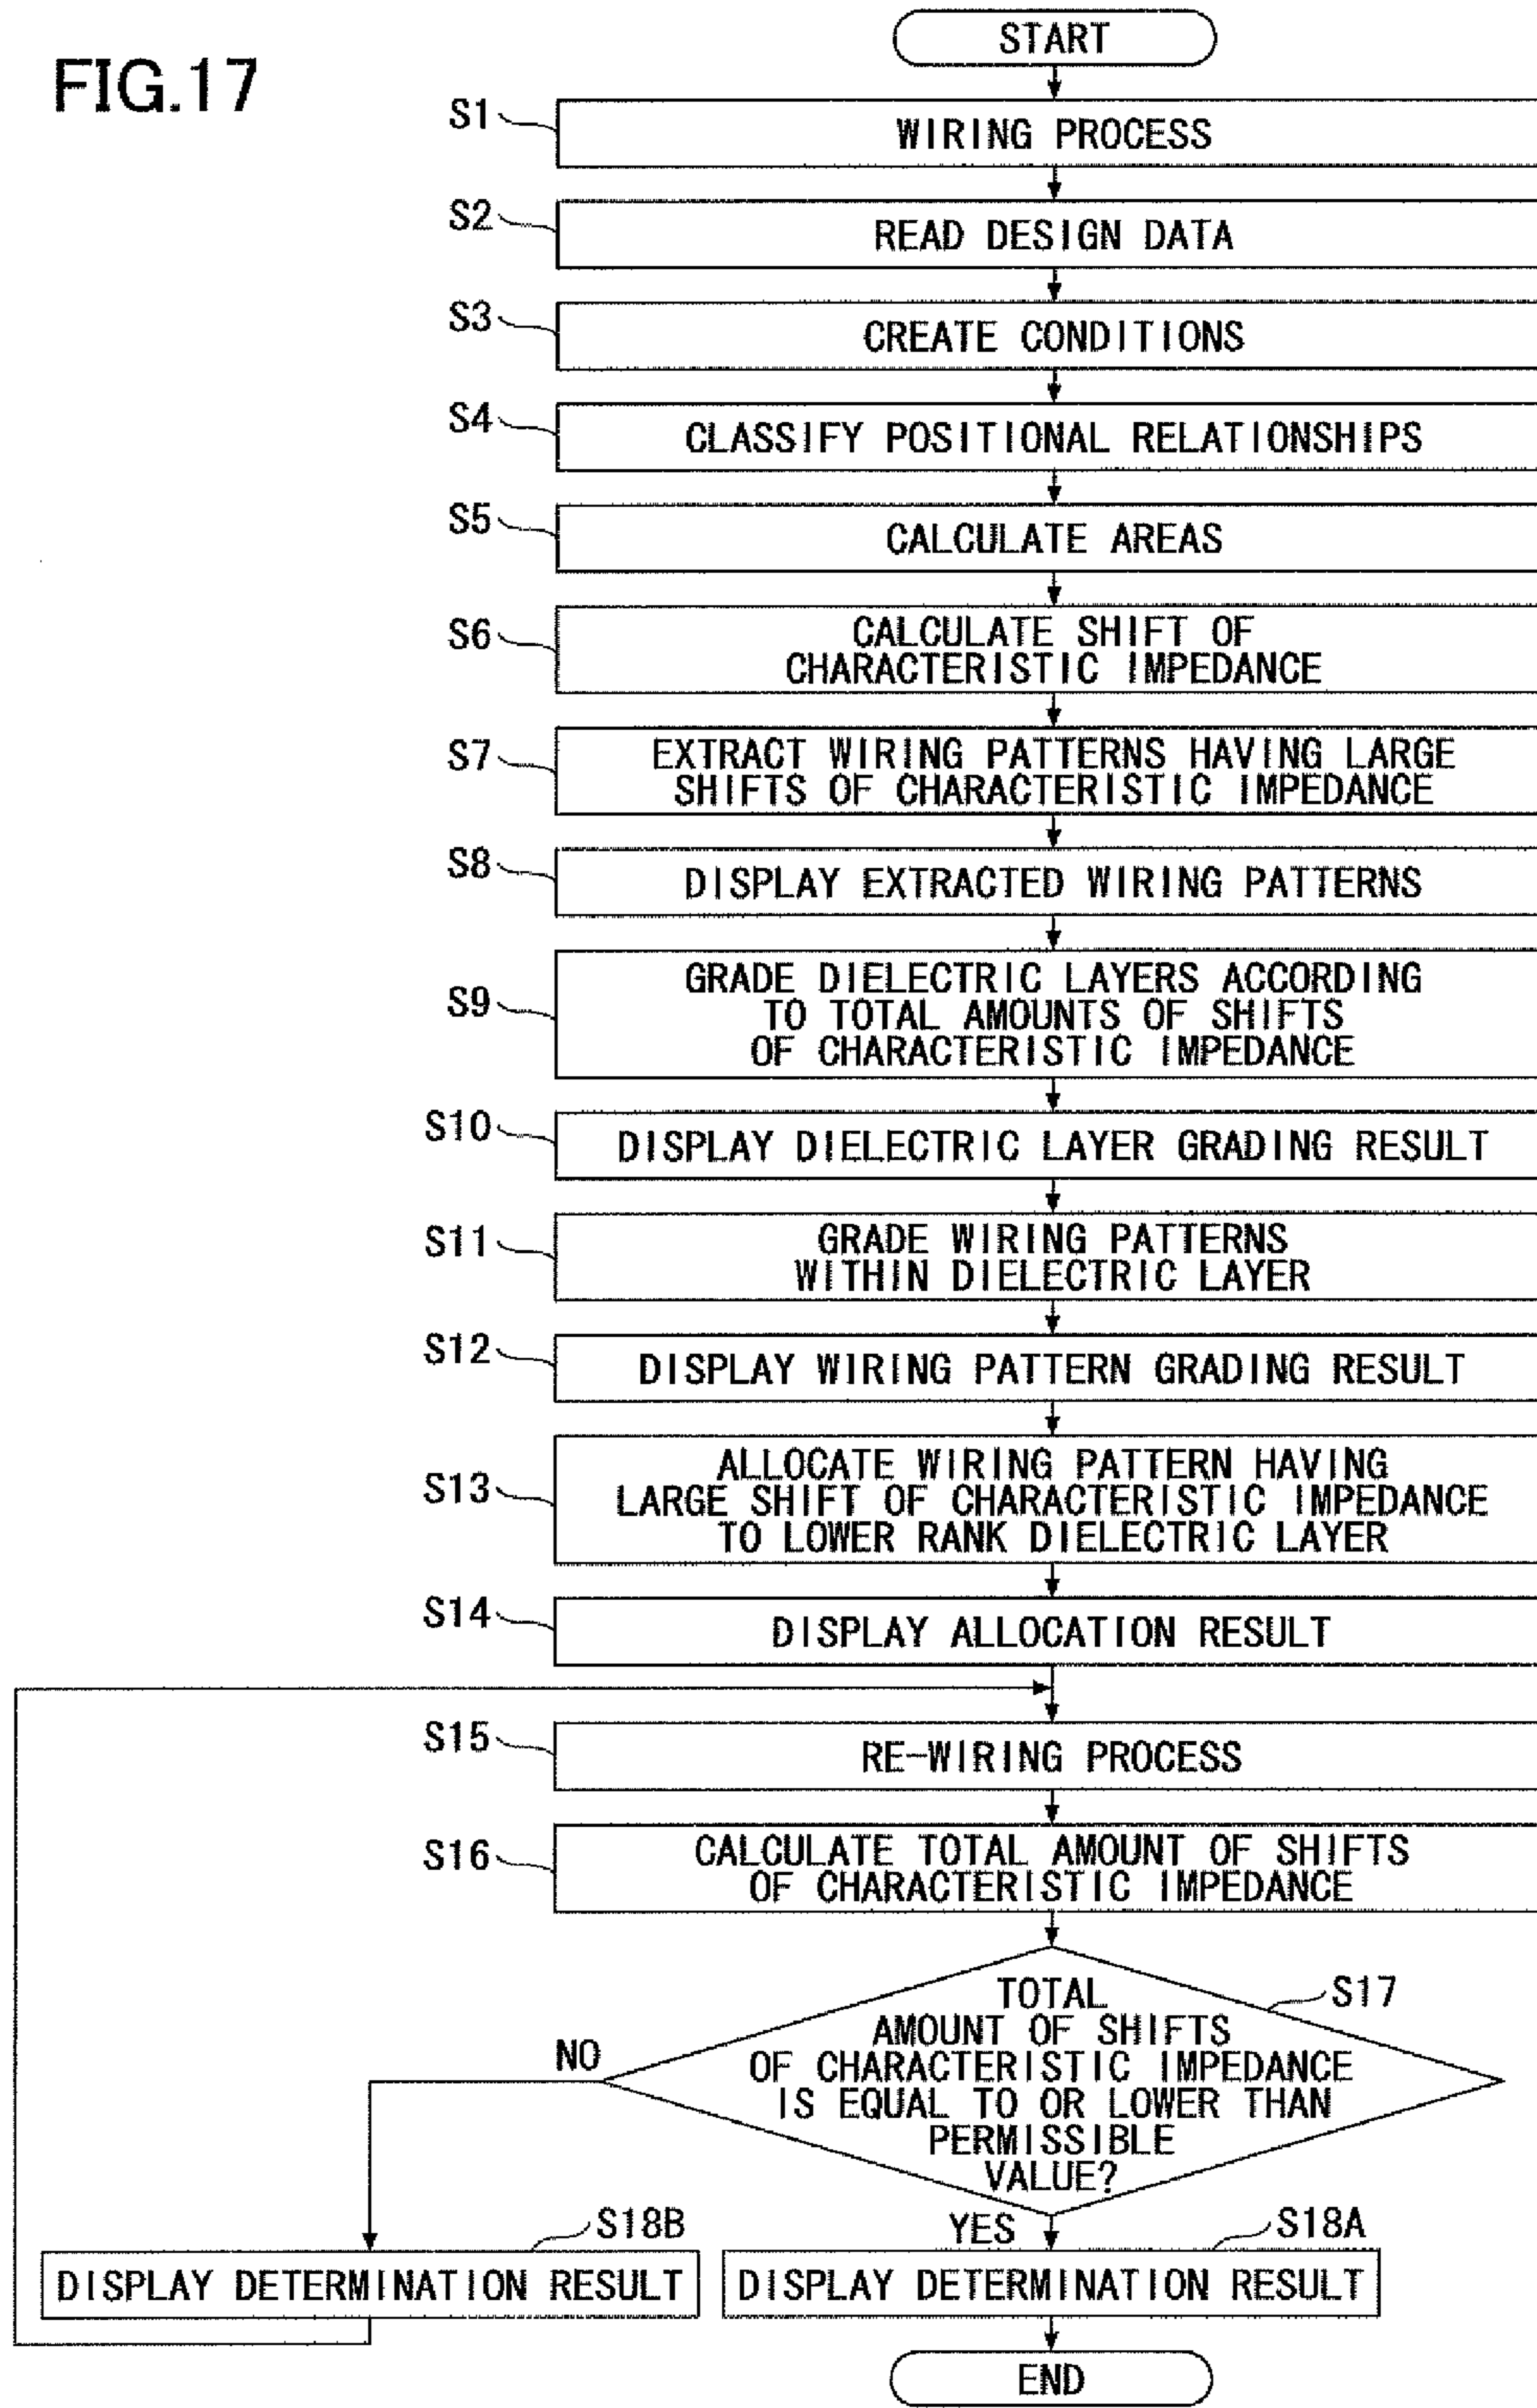 FIG.17
START
S1
WIRING PROCESS
S2
READ DESIGN DATA
S3
CREATE CONDITIONS
S4
CLASSIFY POSITIONAL RELATIONSHIPS
S5
CALCULATE AREAS
S6
CALCULATE SHIFT OF
CHARACTERISTIC IMPEDANCE
S7
EXTRACT WIRING PATTERNS HAVING LARGE
SHIFTS OF CHARACTERISTIC IMPEDANCE
S8
DISPLAY EXTRACTED WIRING PATTERNS
S9
GRADE DIELECTRIC LAYERS ACCORDING
TO TOTAL AMOUNTS OF SHIFTS
OF CHARACTERISTIC IMPEDANCE
S10
DISPLAY DIELECTRIC LAYER GRADING RESULT
S11
GRADE WIRING PATTERNS
WITHIN DIELECTRIC LAYER
S12
DISPLAY WIRING PATTERN GRADING RESULT
S13
ALLOCATE WIRING PATTERN HAVING
LARGE SHIFT OF CHARACTERISTIC IMPEDANCE
TO LOWER RANK DIELECTRIC LAYER
S14
DISPLAY ALLOCATION RESULT
S15
RE-WIRING PROCESS
S16
CALCULATE TOTAL AMOUNT OF SHIFTS
OF CHARACTERISTIC IMPEDANCE
S17
TOTAL
AMOUNT OF SHIFTS
OF CHARACTERISTIC IMPEDANCE
IS EQUAL TO OR LOWER THAN
PERMISSIBLE
VALUE?
NO
YES
S18B
DISPLAY DETERMINATION RESULT
S18A
DISPLAY DETERMINATION RESULT
END